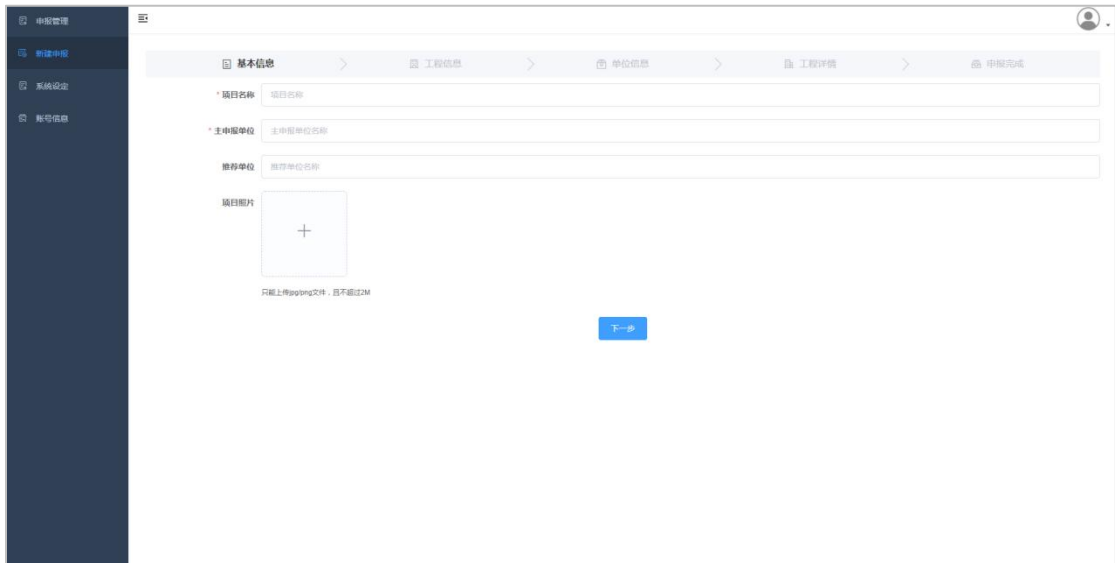 申报管理
新建申报
系统设定
账号信息
基本信息
工程信息
单位信息
工程详情
申报完成
* 项目名称 项目名称
* 主申报单位 主申报单位名称
推荐单位 推荐单位名称
项目照片
只能上传jpg/png文件，且不超过2M
下一步